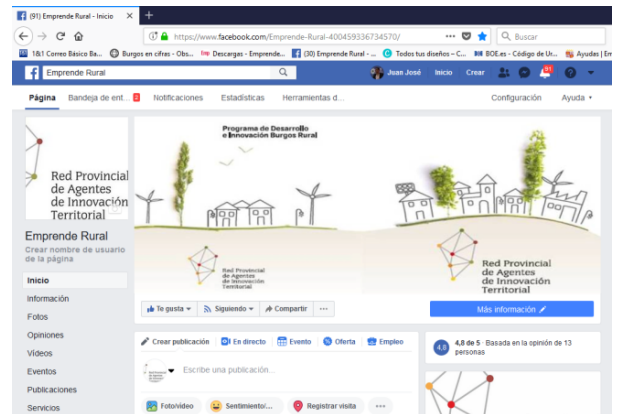 (91) Emprende Rural - Inicio
https://www.facebook.com/Emprende-Rural-400459336734570/
Buscar
1&1 Correo Básico Ba... Burgos en cifras - Obs... Descargas - Emprende... (30) Emprende Rural - ... Todos tus diseños – C... BOE.es - Código de Ur... Ayudas | Em
Emprende Rural
Juan José Inicio Crear 91
Página Bandeja de ent... Notificaciones Estadísticas Herramientas d... Configuración Ayuda
Programa de Desarrollo
e Innovación Burgos Rural
Red Provincial
de Agentes
de Innovación
Territorial
Red Provincial
de Agentes
de Innovación
Territorial
Red Provincial
de Agentes
de Innovación
Territorial
Emprende Rural
Crear nombre de usuario
de la página
Inicio
Información
Fotos
Opiniones
Vídeos
Eventos
Publicaciones
Servicios
Te gusta Siguiendo Compartir ...
Más información
Crear publicación En directo Evento Oferta Empleo
Escribe una publicación...
Foto/vídeo Sentimiento/... Registrar visita ...
4,8 4,8 de 5 · Basada en la opinión de 13
personas